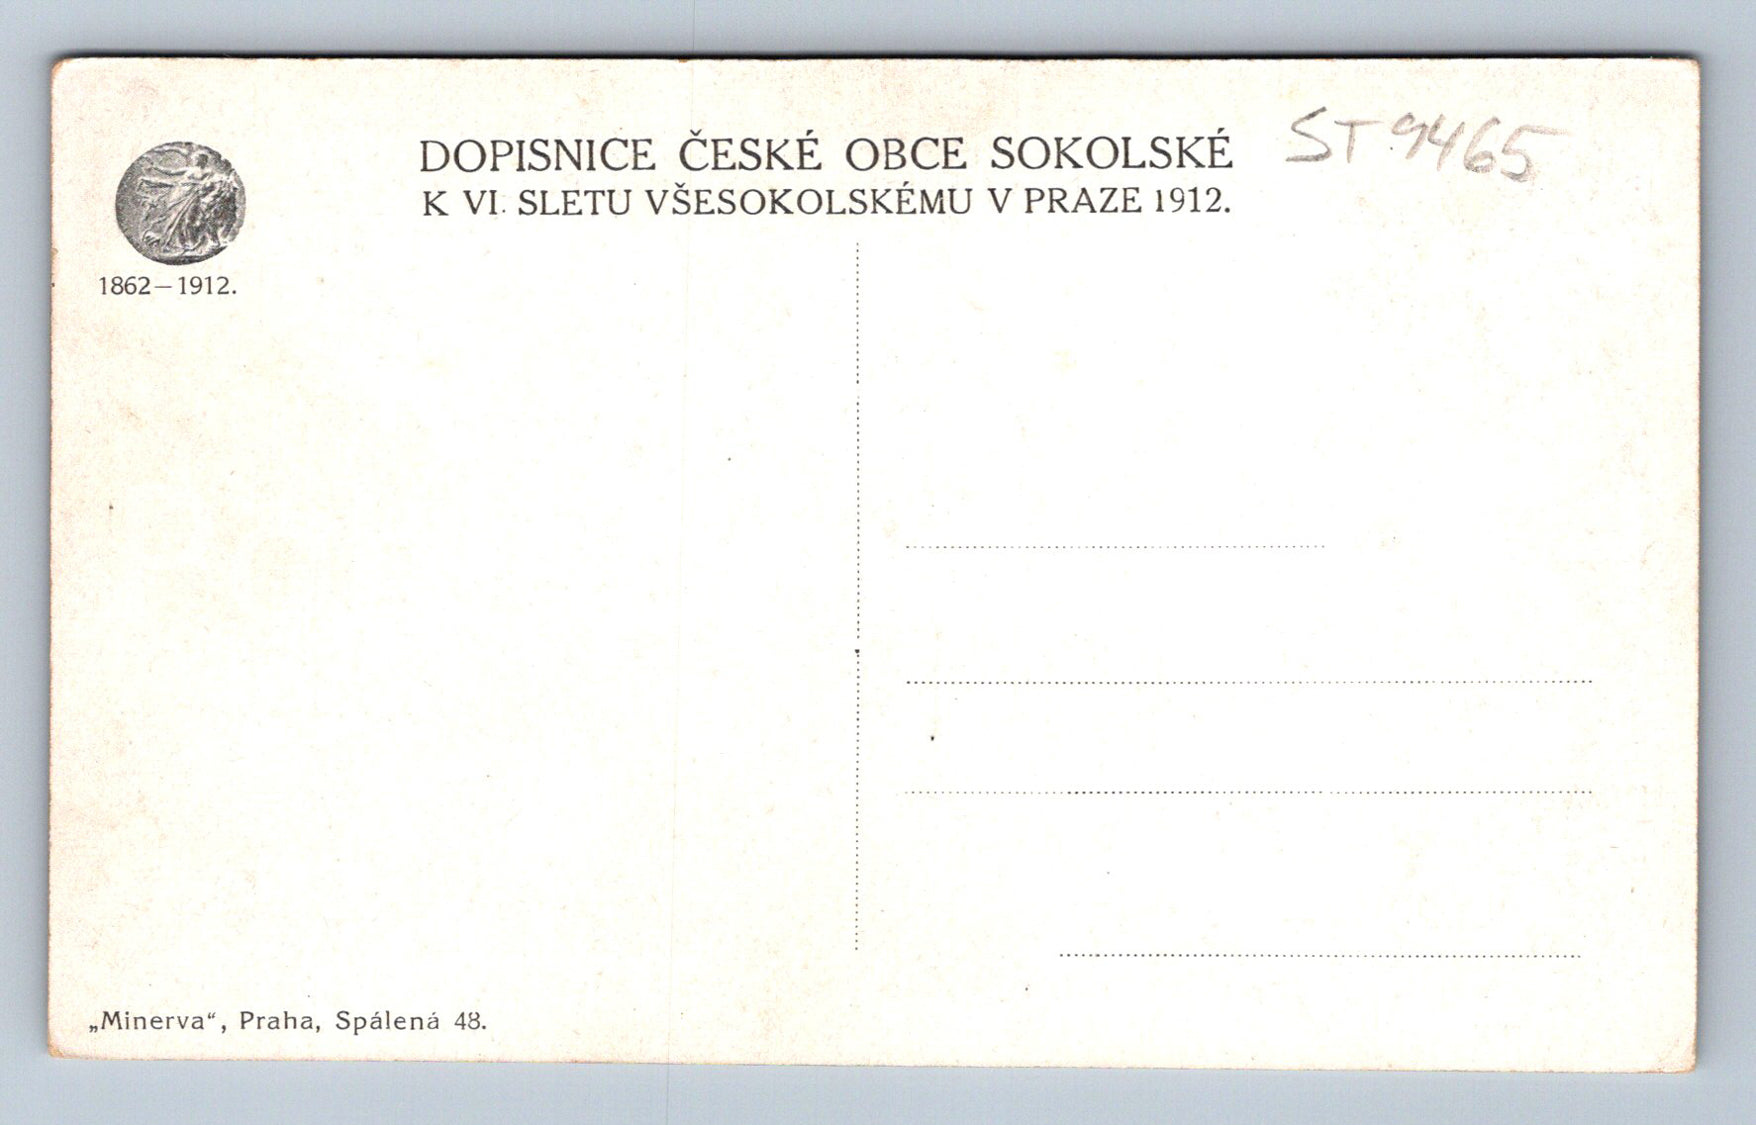 DOPISNICE ČESKÉ OBCE SOKOLSKÉ
K VI. SLETU VŠESOKOLSKÉMU V PRAZE 1912.
ST 9465
1862–1912.
„Minerva“, Praha, Spálená 48.